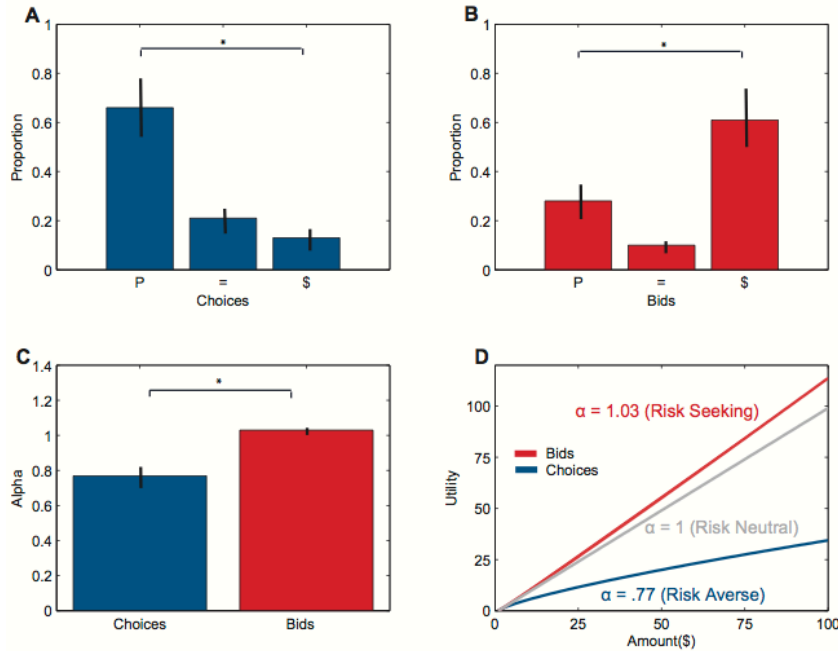 A
*
1
0.8
0.6
0.4
0.2
0
Proportion
P
=
$
Choices
B
*
1
0.8
0.6
0.4
0.2
0
Proportion
P
=
$
Bids
C
*
1.4
1.2
1
0.8
0.6
0.4
0.2
0
Alpha
Choices
Bids
D
100
75
50
25
0
Utility
α = 1.03 (Risk Seeking)
Bids
Choices
α = 1 (Risk Neutral)
α = .77 (Risk Averse)
0
25
50
75
100
Amount($)